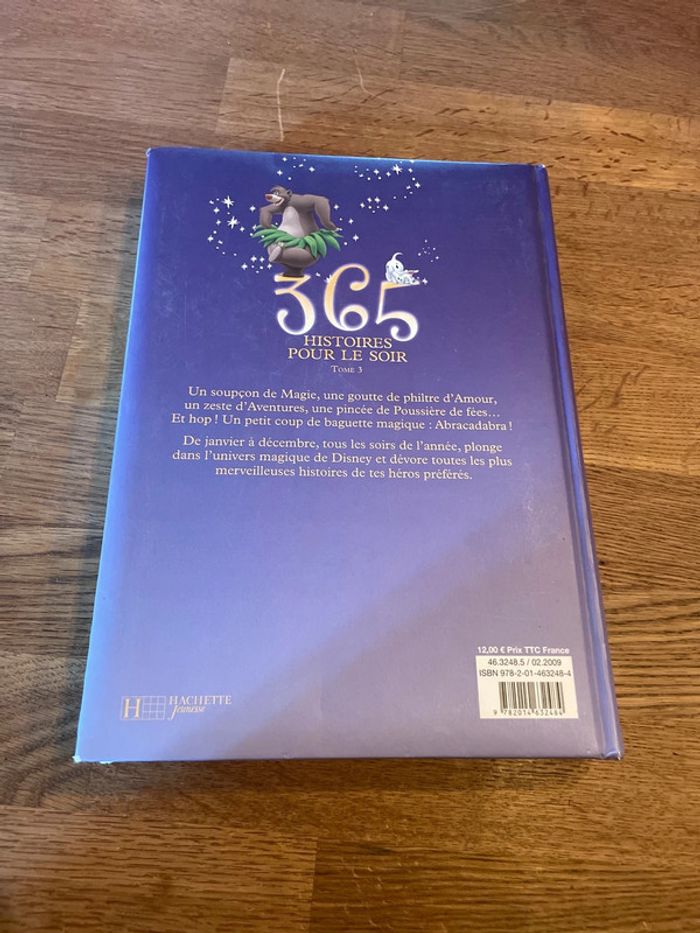 365
HISTOIRES
POUR LE SOIR
TOME 3
Un soupçon de Magie, une goutte de philtre d'Amour,
un zeste d'Aventures, une pincée de Poussière de fées...
Et hop ! Un petit coup de baguette magique : Abracadabra !
De janvier à décembre, tous les soirs de l'année, plonge
dans l'univers magique de Disney et dévore toutes les plus
merveilleuses histoires de tes héros préférés.
12,00 € Prix TTC France
46.3248.5 / 02.2009
ISBN 978-2-01-463248-4
9 782014 632484
H HACHETTE
Jeunesse